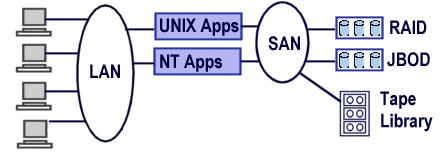 UNIX Apps
SAN
RAID
LAN
NT Apps
JBOD
Tape
Library